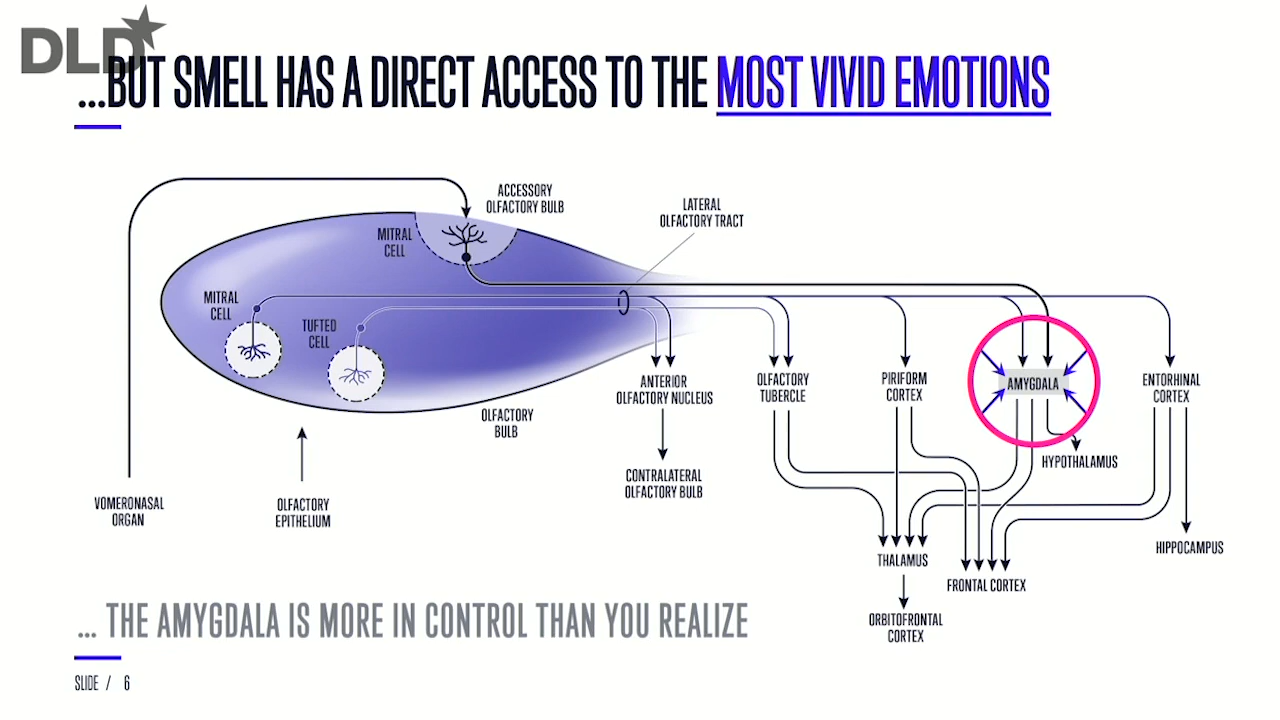 DLD
...BUT SMELL HAS A DIRECT ACCESS TO THE MOST VIVID EMOTIONS
ACCESSORY
OLFACTORY BULB
LATERAL
OLFACTORY TRACT
MITRAL
CELL
MITRAL
CELL
TUFTED
CELL
ANTERIOR
OLFACTORY NUCLEUS
OLFACTORY
TUBERCLE
PIRIFORM
CORTEX
AMYGDALA
ENTORHINAL
CORTEX
OLFACTORY
BULB
HYPOTHALAMUS
CONTRALATERAL
OLFACTORY BULB
VOMERONASAL
ORGAN
OLFACTORY
EPITHELIUM
THALAMUS
HIPPOCAMPUS
FRONTAL CORTEX
ORBITOFRONTAL
CORTEX
... THE AMYGDALA IS MORE IN CONTROL THAN YOU REALIZE
SLIDE / 6